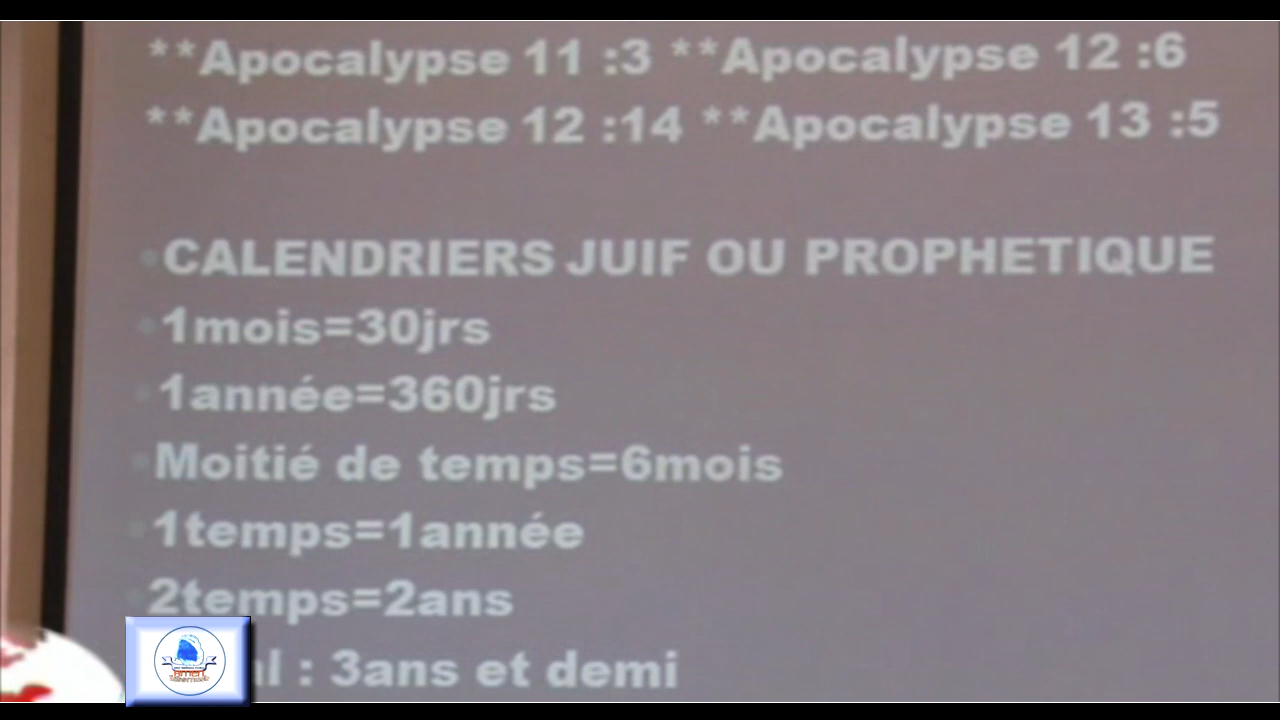 **Apocalypse 11 :3 **Apocalypse 12 :6
**Apocalypse 12 :14 **Apocalypse 13 :5
•CALENDRIERS JUIF OU PROPHETIQUE
•1mois=30jrs
•1année=360jrs
•Moitié de temps=6mois
•1temps=1année
•2temps=2ans
: 3ans et demi